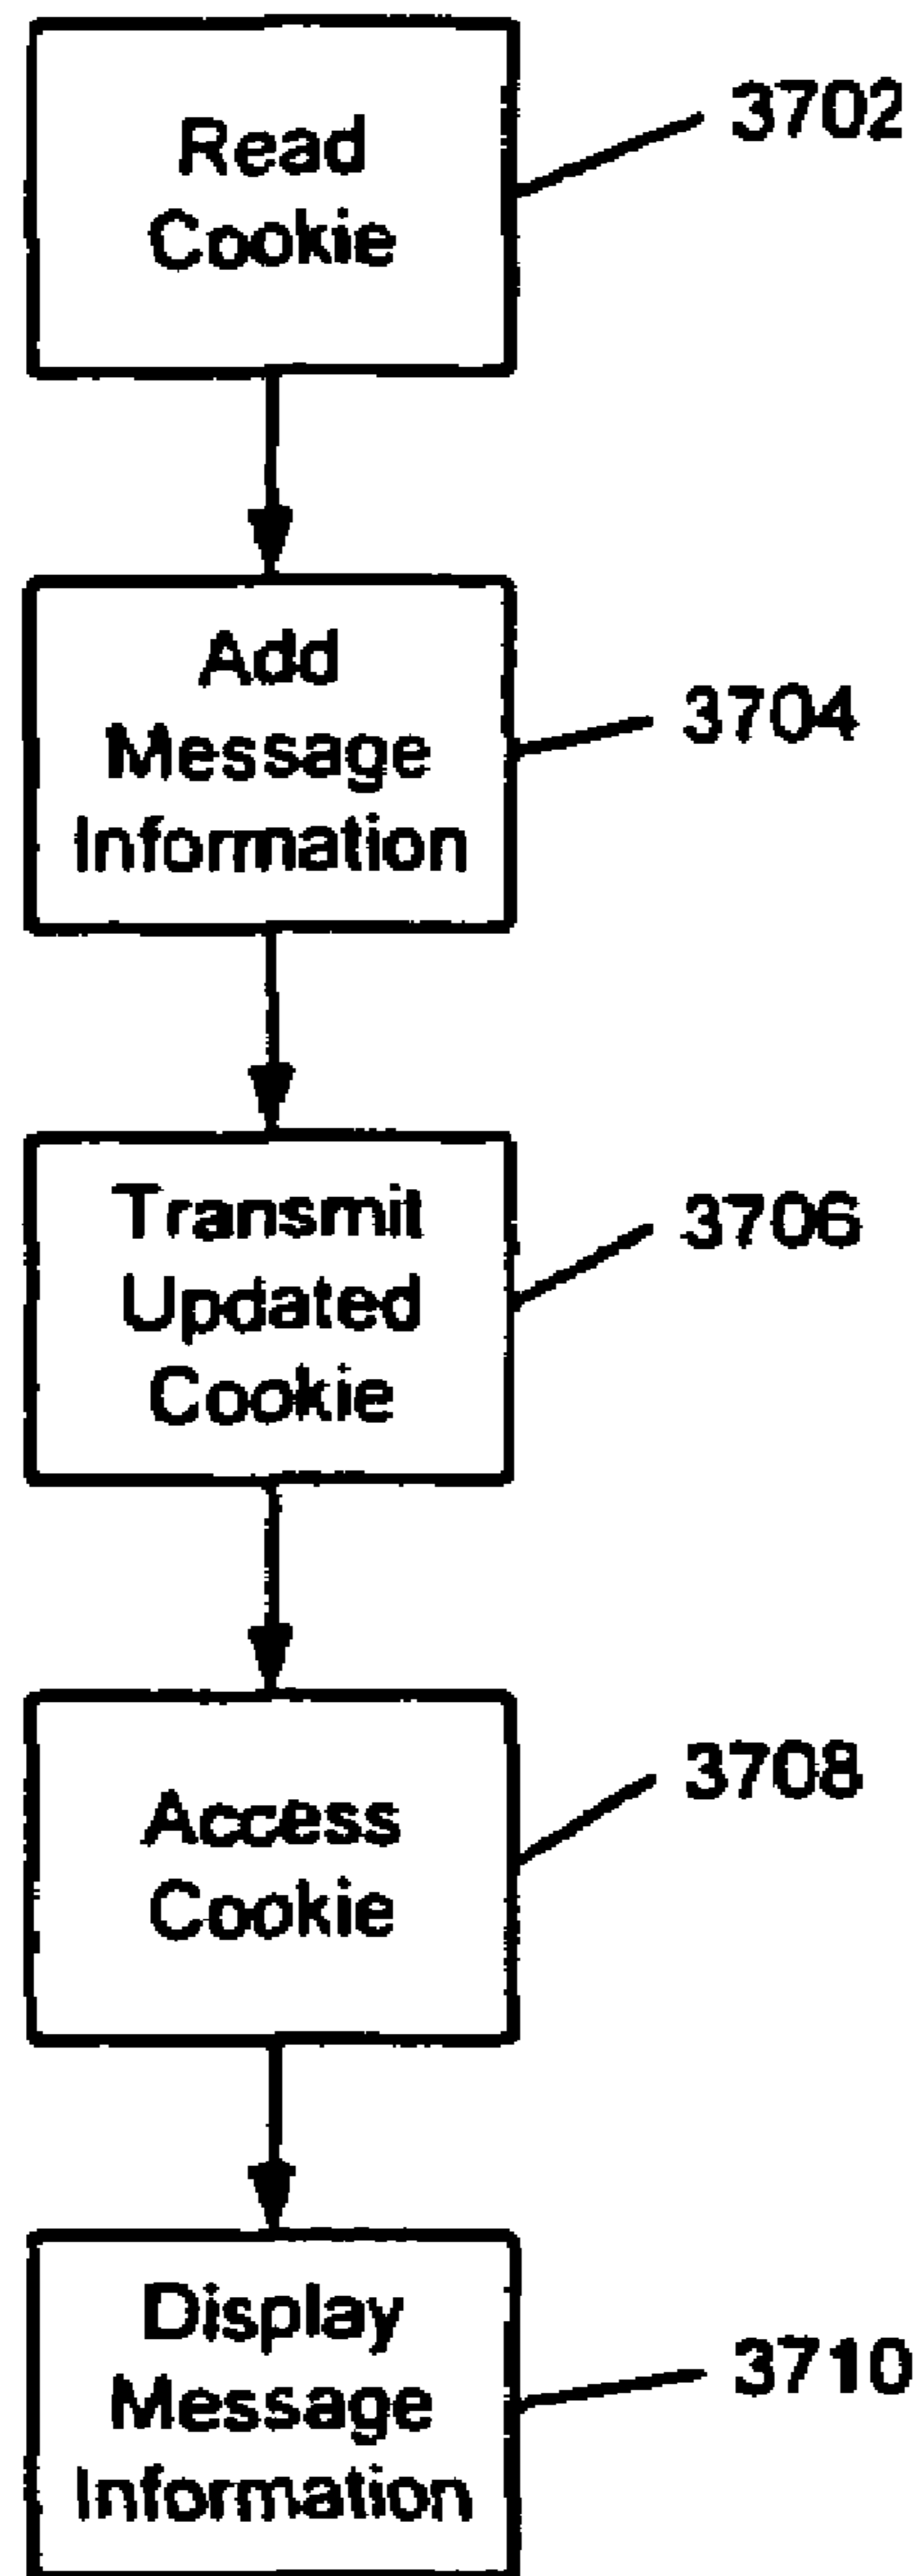 Read
Cookie
3702
Add
Message
Information
3704
Transmit
Updated
Cookie
3706
Access
Cookie
3708
Display
Message
Information
3710